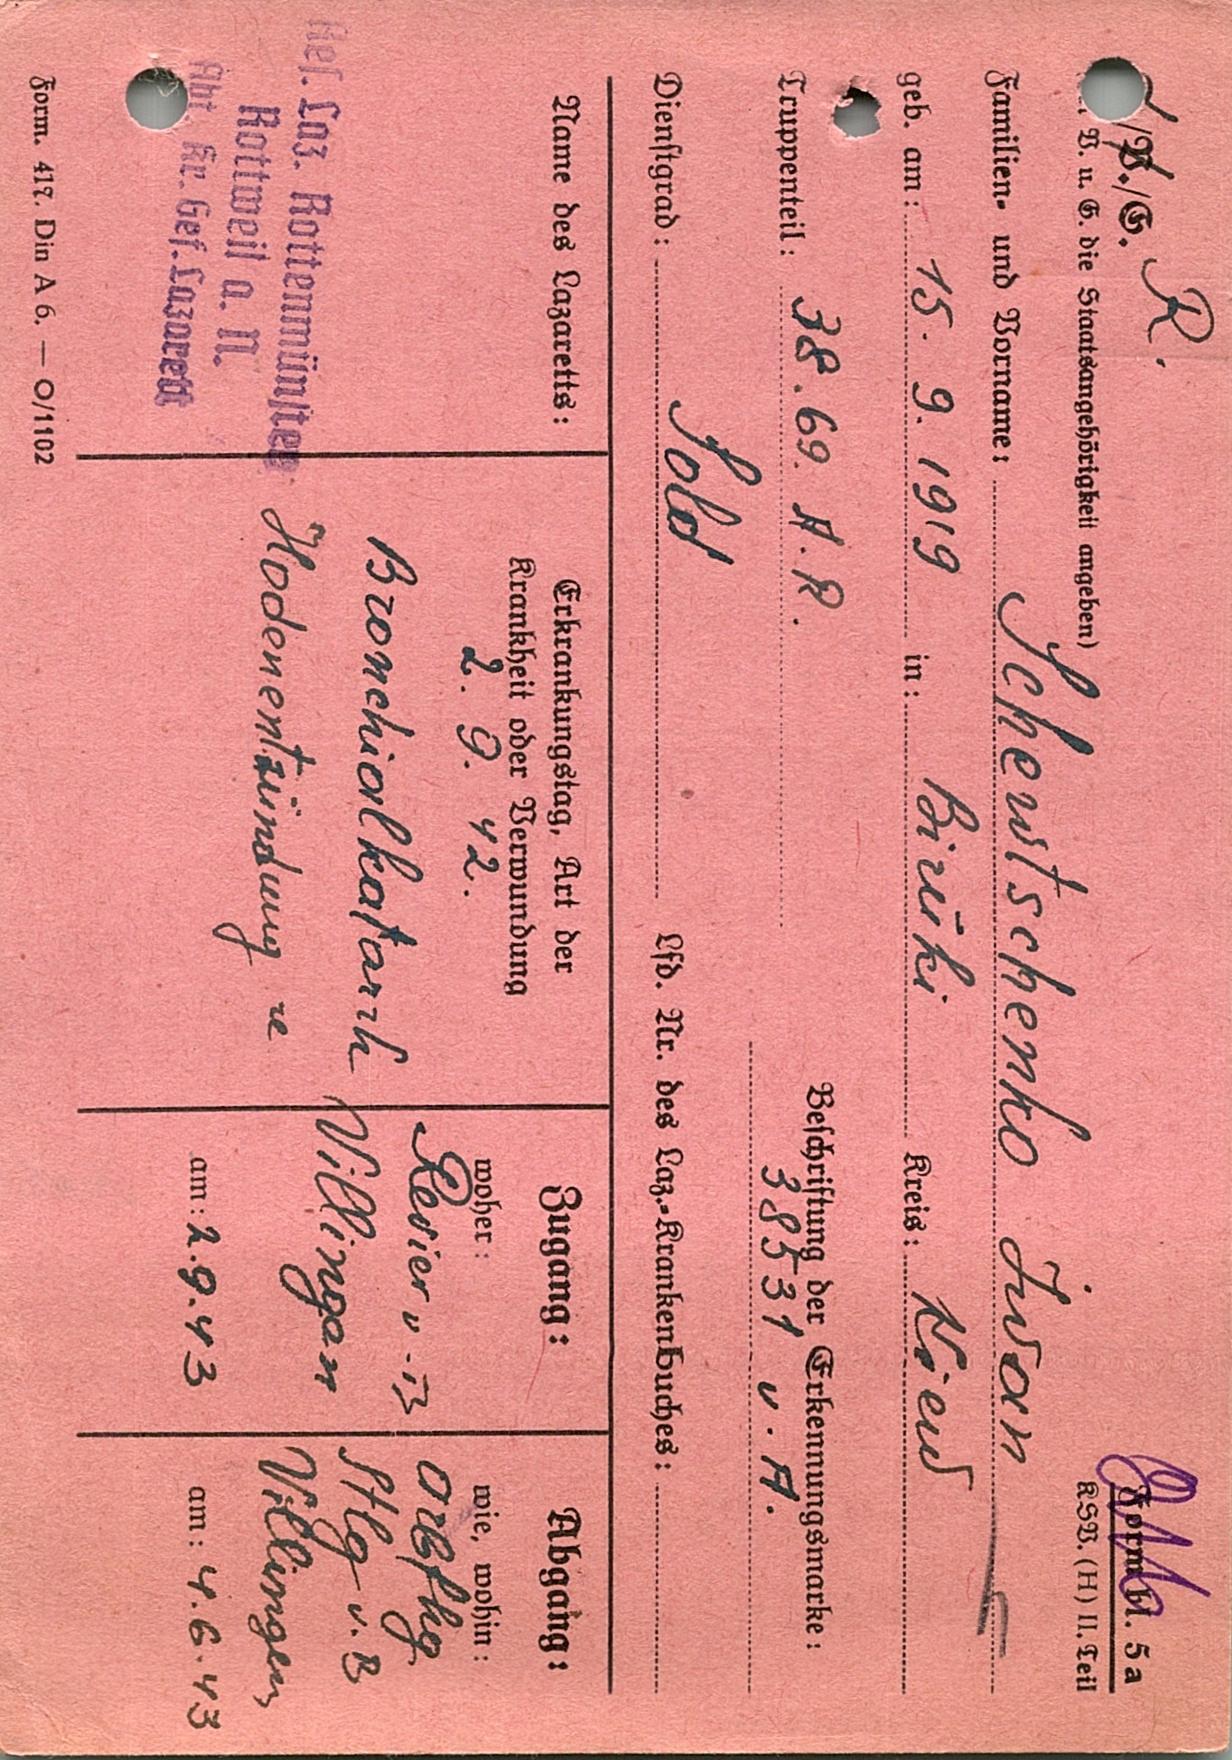 L/V./G. R.
Formbl. 5a
B. u. G. die Staatsangehörigkeit angeben)
KSV. (H) II. Teil
Familien- und Vorname: Schewtschenko Iwan
geb. am: 15. 9. 1919 in: Biruki Kreis: Kiew
Truppenteil: 38. 69. A. R.
Beschriftung der Erkennungsmarke:
38531 v. A.
Dienstgrad: Sold
Lfd. Nr. des Laz.-Krankenbuches:
Name des Lazaretts:
Res. Laz. Rottenmünster
Rottweil a. N.
Abt. Kr. Gef. Lazarett
Erkrankungstag, Art der
Krankheit oder Verwundung
2. 9. 42.
Bronchialkatarrh
Hodenentzündung re
Zugang:
woher:
Revier v. B
Villingen
am: 2.9.43
Abgang:
wie, wohin:
Stlg v. B
Villingen
am: 4.6.43
Form. 417. Din A 6. — O/1102